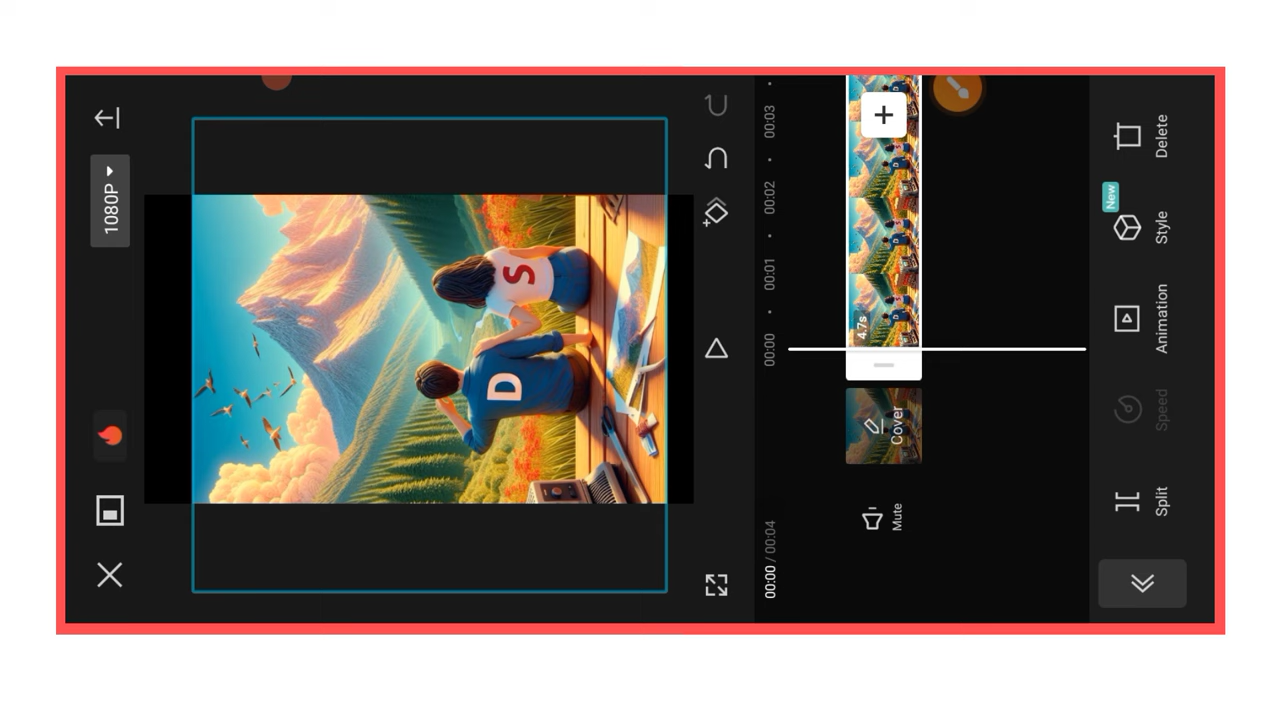 1080P
D
S
00:00 / 00:04
00:00
00:01
00:02
00:03
Mute
Cover
4.7s
Split
Speed
Animation
Style
New
Delete